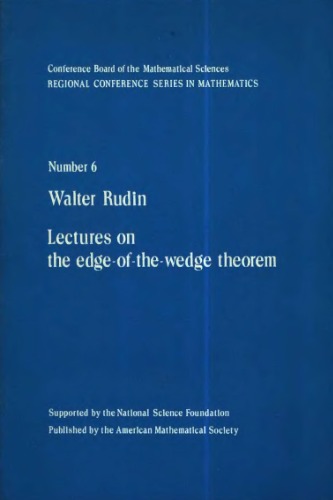 Conference Board of the Mathematical Sciences
REGIONAL CONFERENCE SERIES IN MATHEMATICS
Number 6
Walter Rudin
Lectures on
the edge-of-the-wedge theorem
Supported by the National Science Foundation
Published by the American Mathematical Society